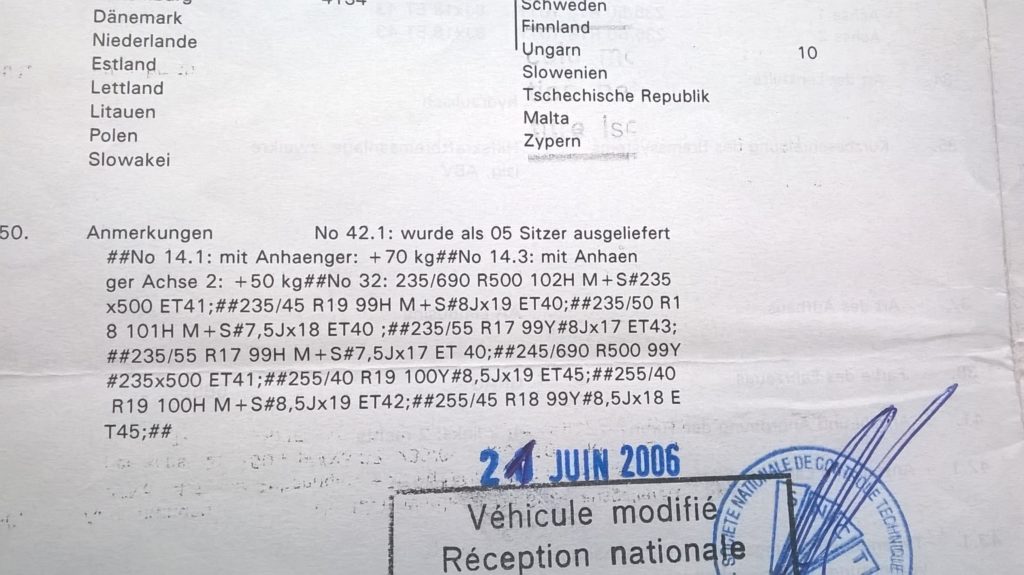 Dänemark
Niederlande
Estland
Lettland
Litauen
Polen
Slowakei
Schweden
Finnland
Ungarn 10
Slowenien
Tschechische Republik
Malta
Zypern
50. Anmerkungen No 42.1: wurde als 05 Sitzer ausgeliefert
##No 14.1: mit Anhaenger: +70 kg##No 14.3: mit Anhaen
ger Achse 2: +50 kg##No 32: 235/690 R500 102H M+S#235
x500 ET41;##235/45 R19 99H M+S#8Jx19 ET40;##235/50 R1
8 101H M+S#7,5Jx18 ET40 ;##235/55 R17 99Y#8Jx17 ET43;
##235/55 R17 99H M+S#7,5Jx17 ET 40;##245/690 R500 99Y
#235x500 ET41;##255/40 R19 100Y#8,5Jx19 ET45;##255/40
R19 100H M+S#8,5Jx19 ET42;##255/45 R18 99Y#8,5Jx18 E
T45;##
21 JUIN 2006
Véhicule modifié
Réception nationale
SOCIETE NATIONALE DE CONTROLE TECHNIQUE